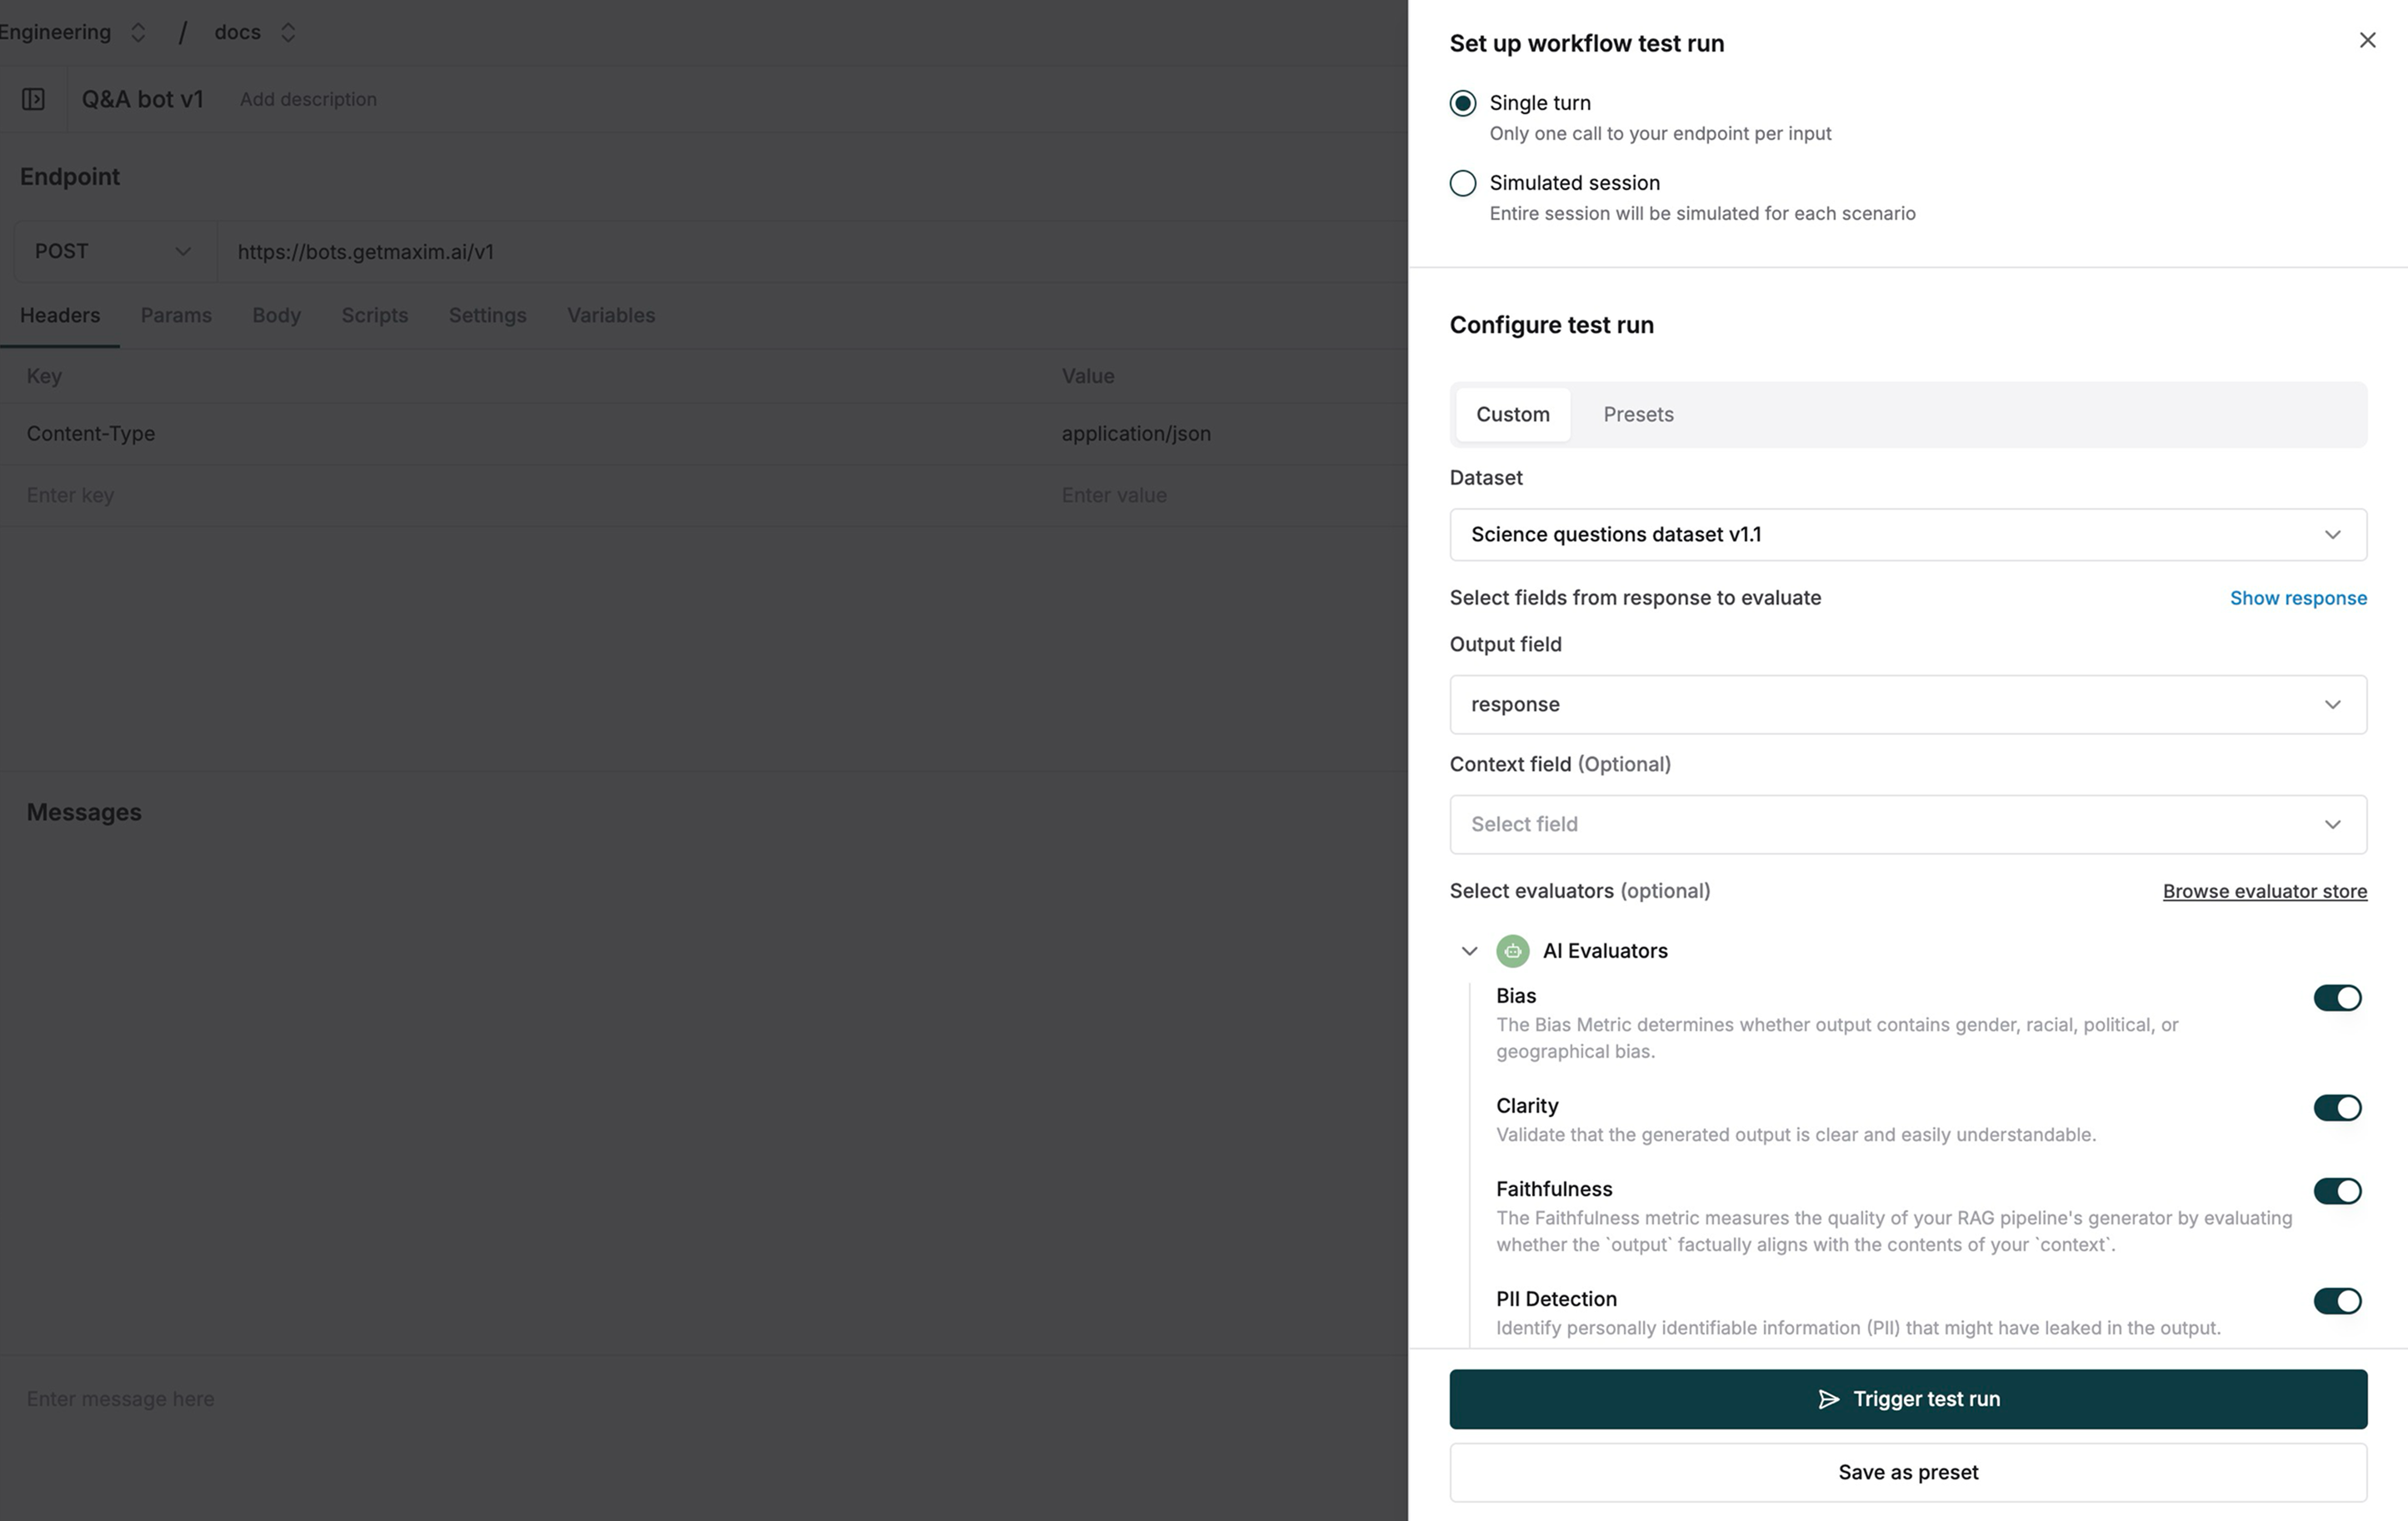 Engineering / docs
Q&A bot v1 Add description
Endpoint
POST https://bots.getmaxim.ai/v1
Headers Params Body Scripts Settings Variables
Key Value
Content-Type application/json
Enter key Enter value
Messages
Enter message here
Set up workflow test run
Single turn
Only one call to your endpoint per input
Simulated session
Entire session will be simulated for each scenario
Configure test run
Custom Presets
Dataset
Science questions dataset v1.1
Select fields from response to evaluate Show response
Output field
response
Context field (Optional)
Select field
Select evaluators (optional) Browse evaluator store
AI Evaluators
Bias
The Bias Metric determines whether output contains gender, racial, political, or
geographical bias.
Clarity
Validate that the generated output is clear and easily understandable.
Faithfulness
The Faithfulness metric measures the quality of your RAG pipeline's generator by evaluating
whether the `output` factually aligns with the contents of your `context`.
PII Detection
Identify personally identifiable information (PII) that might have leaked in the output.
Trigger test run
Save as preset